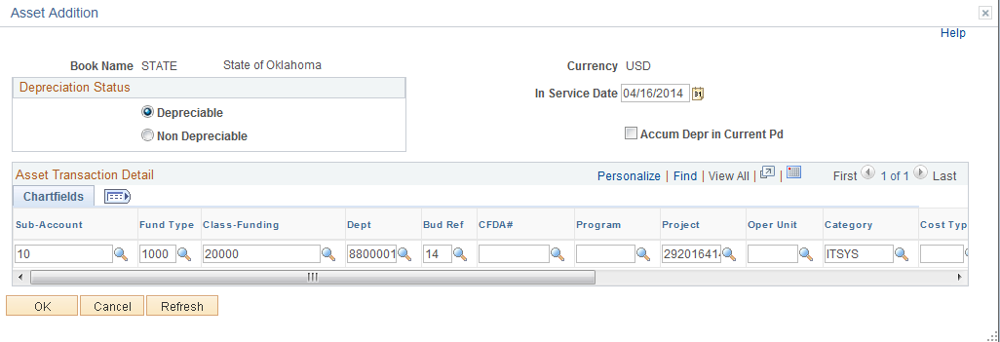 Asset Addition
Help
Book Name STATE State of Oklahoma Currency USD
Depreciation Status
In Service Date 04/16/2014 31
Depreciable
Non Depreciable
Accum Depr in Current Pd
Asset Transaction Detail Personalize | Find | View All | | First 1 of 1 Last
Chartfields
Sub-Account Fund Type Class-Funding Dept Bud Ref CFDA# Program Project Oper Unit Category Cost Typ
10 1000 20000 8800001 14 29201641 ITSYS
OK Cancel Refresh